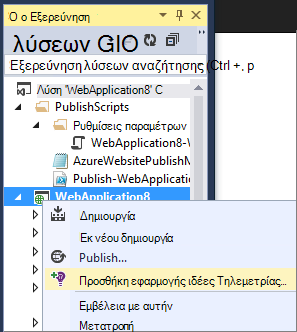 Ο ο Εξερεύνηση
λύσεων GIO
Εξερεύνηση λύσεων αναζήτησης (Ctrl +, p
Λύση 'WebApplication8' C
PublishScripts
Ρυθμίσεις παραμέτρων
WebApplication8-W
AzureWebsitePublishM
Publish-WebApplication
WebApplication8
Δημιουργία
Εκ νέου δημιουργία
Publish...
Προσθήκη εφαρμογής ιδέες Τηλεμετρίας...
Εμβέλεια με αυτήν
Μετατροπή